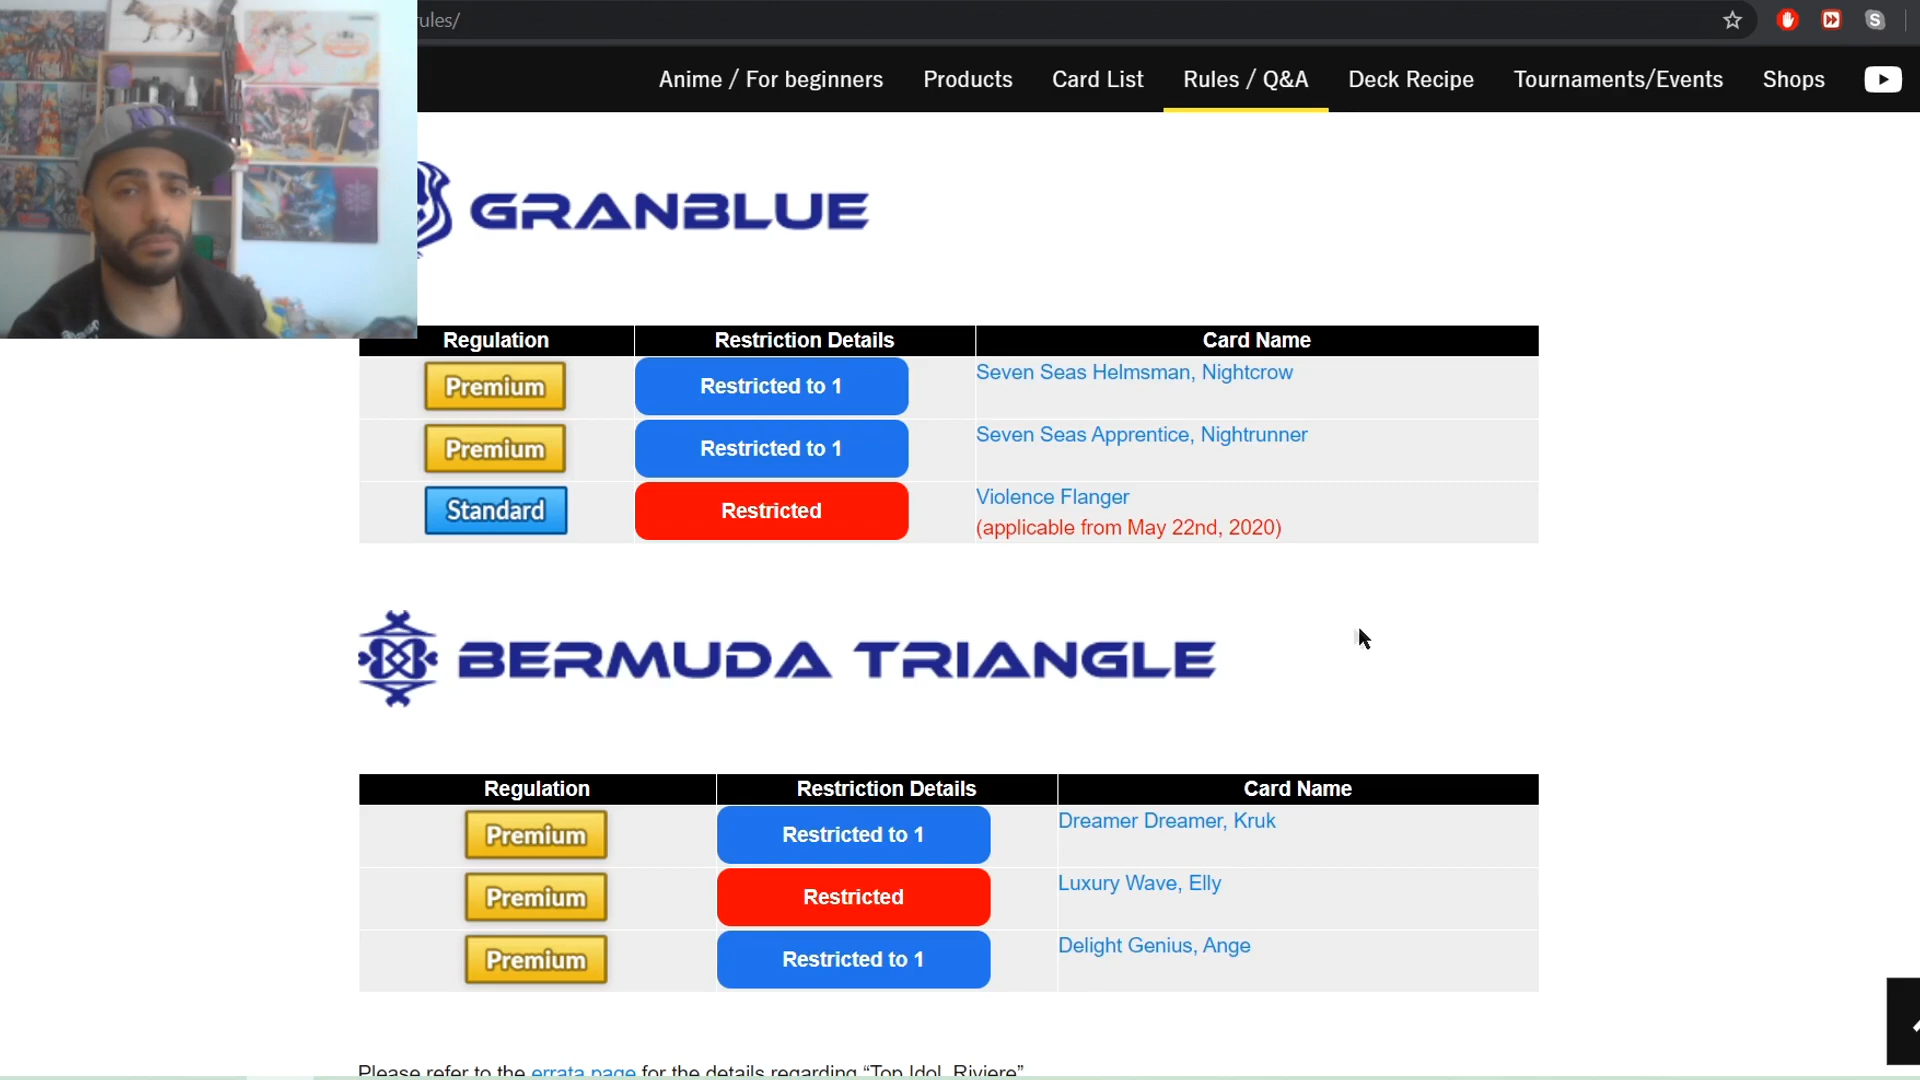 rules/
S
Anime / For beginners Products Card List Rules / Q&A Deck Recipe Tournaments/Events Shops
GRANBLUE
Regulation Restriction Details Card Name
Premium Restricted to 1 Seven Seas Helmsman, Nightcrow
Premium Restricted to 1 Seven Seas Apprentice, Nightrunner
Standard Restricted Violence Flanger
(applicable from May 22nd, 2020)
BERMUDA TRIANGLE
Regulation Restriction Details Card Name
Premium Restricted to 1 Dreamer Dreamer, Kruk
Premium Restricted Luxury Wave, Elly
Premium Restricted to 1 Delight Genius, Ange
Please refer to the errata page for the details regarding “Top Idol, Riviere”